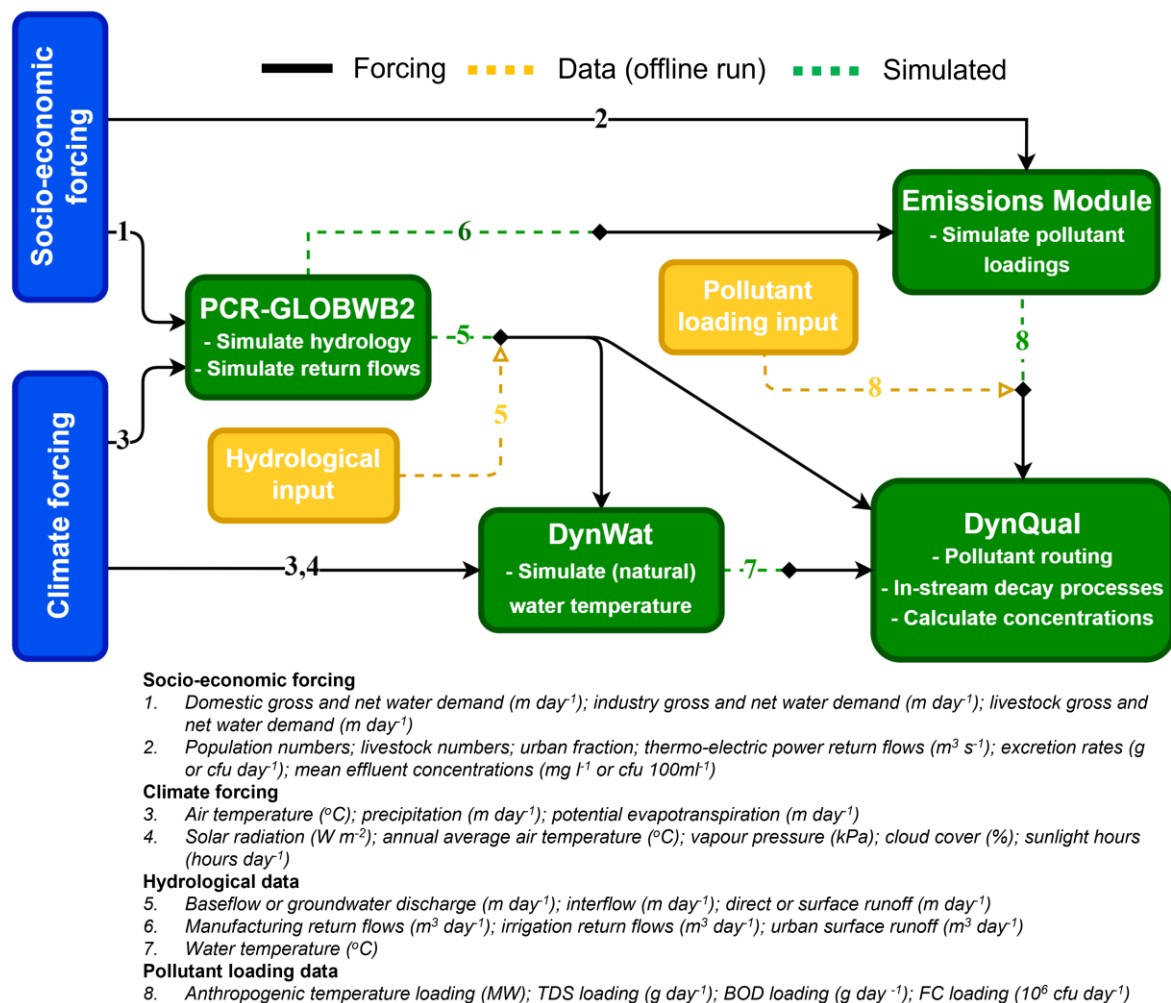 Forcing
Data (offline run)
Simulated
Socio-economic
forcing
Climate forcing
2
1
3
3,4
6
5
5
PCR-GLOBWB2
- Simulate hydrology
- Simulate return flows
Hydrological
input
Emissions Module
- Simulate pollutant
loadings
Pollutant
loading input
8
8
DynWat
- Simulate (natural)
water temperature
7
DynQual
- Pollutant routing
- In-stream decay processes
- Calculate concentrations
Socio-economic forcing
1. Domestic gross and net water demand (m day⁻¹); industry gross and net water demand (m day⁻¹); livestock gross and
net water demand (m day⁻¹)
2. Population numbers; livestock numbers; urban fraction; thermo-electric power return flows (m³ s⁻¹); excretion rates (g
or cfu day⁻¹); mean effluent concentrations (mg l⁻¹ or cfu 100ml⁻¹)
Climate forcing
3. Air temperature (ºC); precipitation (m day⁻¹); potential evapotranspiration (m day⁻¹)
4. Solar radiation (W m⁻²); annual average air temperature (ºC); vapour pressure (kPa); cloud cover (%); sunlight hours
(hours day⁻¹)
Hydrological data
5. Baseflow or groundwater discharge (m day⁻¹); interflow (m day⁻¹); direct or surface runoff (m day⁻¹)
6. Manufacturing return flows (m³ day⁻¹); irrigation return flows (m³ day⁻¹); urban surface runoff (m³ day⁻¹)
7. Water temperature (ºC)
Pollutant loading data
8. Anthropogenic temperature loading (MW); TDS loading (g day⁻¹); BOD loading (g day ⁻¹); FC loading (10⁶ cfu day⁻¹)